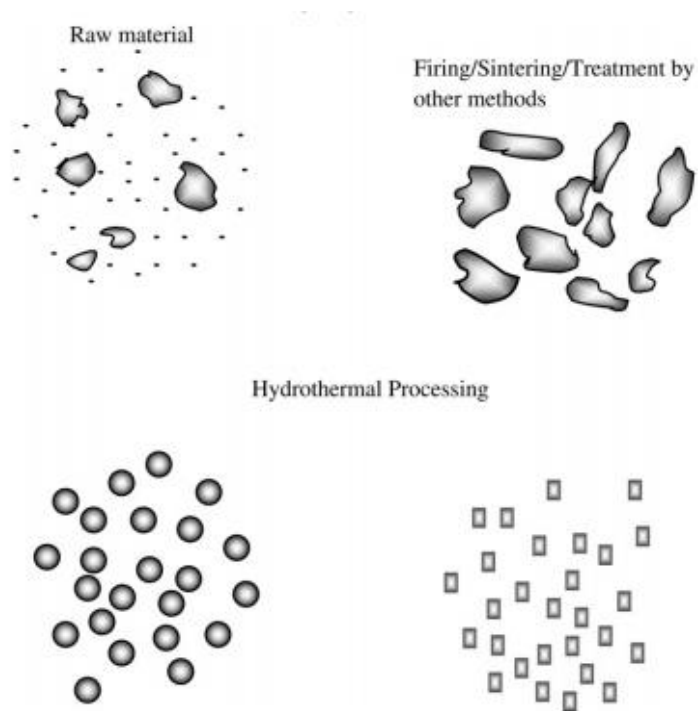 Raw material
Firing/Sintering/Treatment by
other methods
Hydrothermal Processing